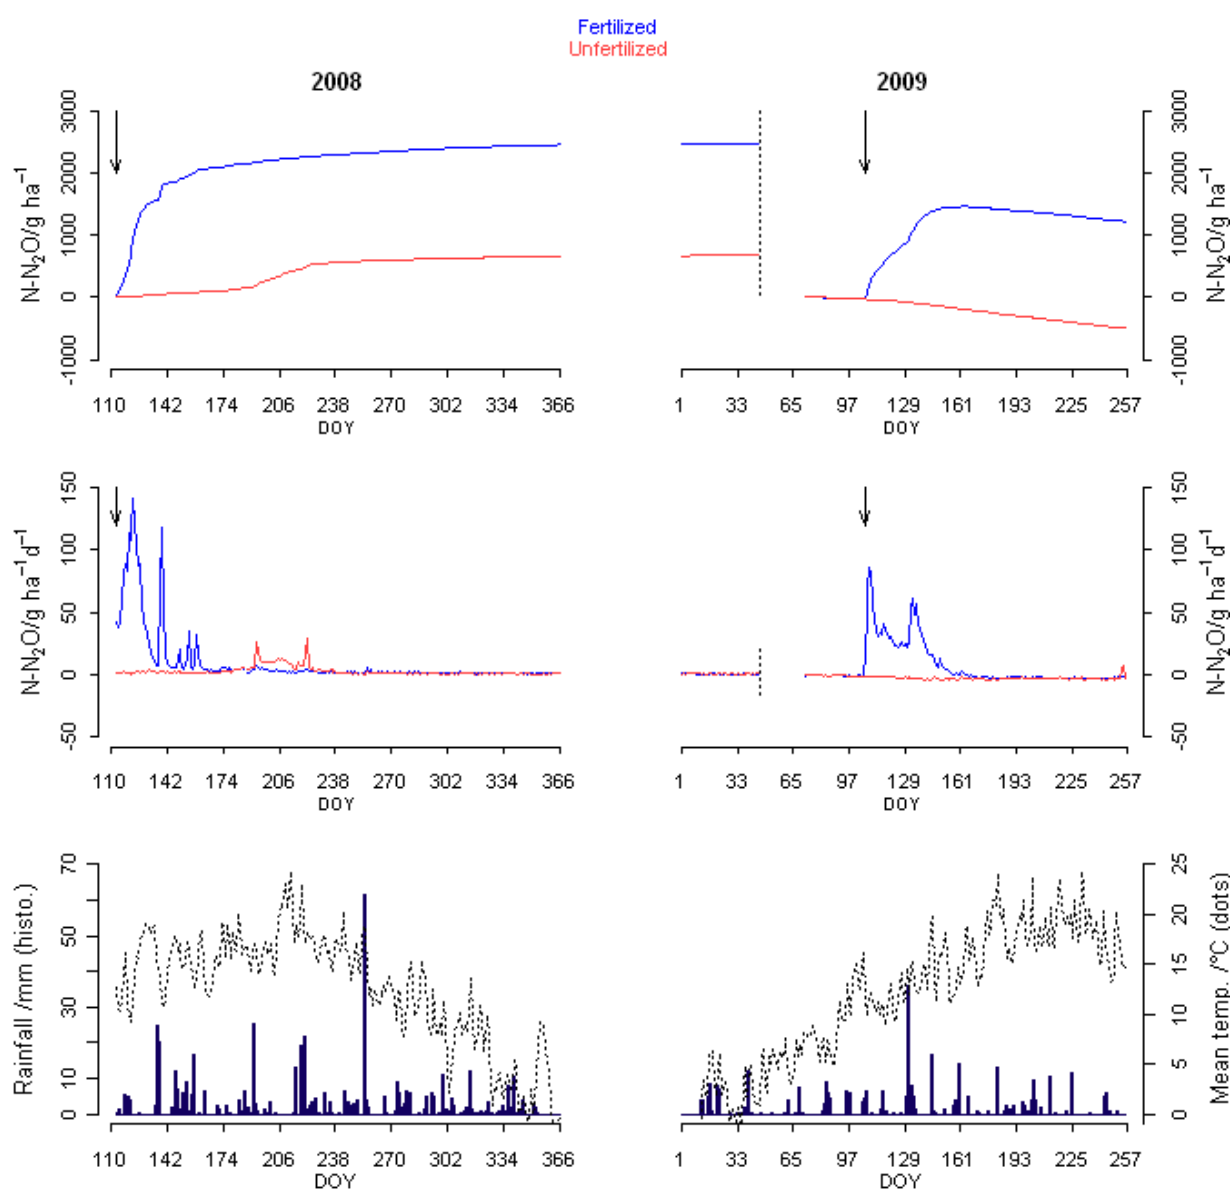 Fertilized
Unfertilized
2008
2009
N-N₂O/g ha⁻¹
3000
2000
1000
0
-1000
110 142 174 206 238 270 302 334 366
DOY
1 33 65 97 129 161 193 225 257
DOY
3000
2000
1000
0
-1000
N-N₂O/g ha⁻¹
N-N₂O/g ha⁻¹d⁻¹
150
100
50
0
-50
110 142 174 206 238 270 302 334 366
DOY
1 33 65 97 129 161 193 225 257
DOY
150
100
50
0
-50
N-N₂O/g ha⁻¹d⁻¹
Rainfall /mm (histo.)
70
50
30
10
0
110 142 174 206 238 270 302 334 366
DOY
1 33 65 97 129 161 193 225 257
DOY
25
20
15
10
5
0
Mean temp. /°C (dots)